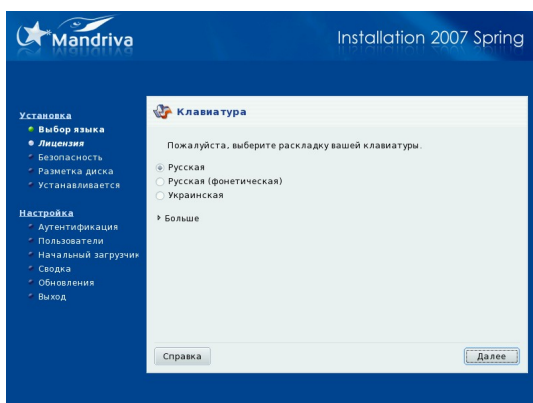 Mandriva
Installation 2007 Spring
Установка
Выбор языка
Лицензия
Безопасность
Разметка диска
Устанавливается
Настройка
Аутентификация
Пользователи
Начальный загрузчик
Сводка
Обновления
Выход
Клавиатура
Пожалуйста, выберите раскладку вашей клавиатуры.
Русская
Русская (фонетическая)
Украинская
Больше
Справка
Далее